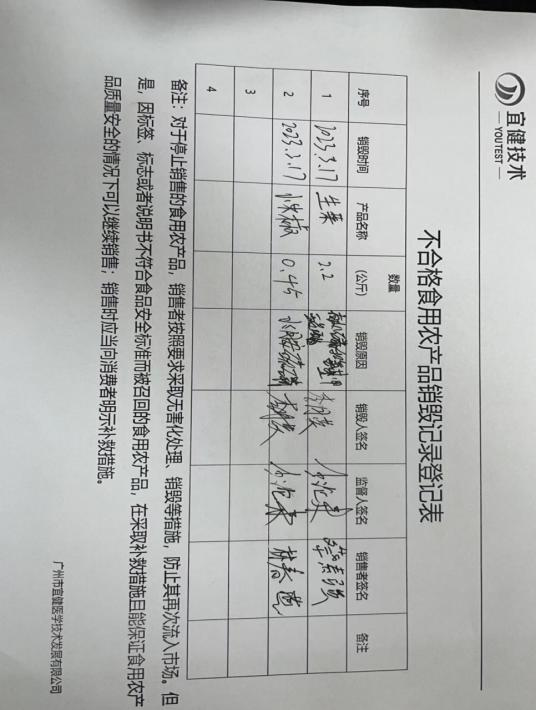 宜健技术
YOUTEST
不合格食用农产品销毁记录登记表
序号 销毁时间 产品名称 数量(公斤) 销毁原因 销毁人签名 监督人签名 销售者签名 备注
1 2023.3.17 生菜 2.2
2 2023.3.17 0.45
3
4
备注：对于停止销售的食用农产品，销售者按照要求采取无害化处理、销毁等措施，防止其再次流入市场。但
是，因标签、标志或者说明书不符合食品安全标准而被召回的食用农产品，在采取补救措施且能保证食用农产
品质量安全的情况下可以继续销售；销售时应当向消费者明示补救措施。
广州市宜健医学技术发展有限公司